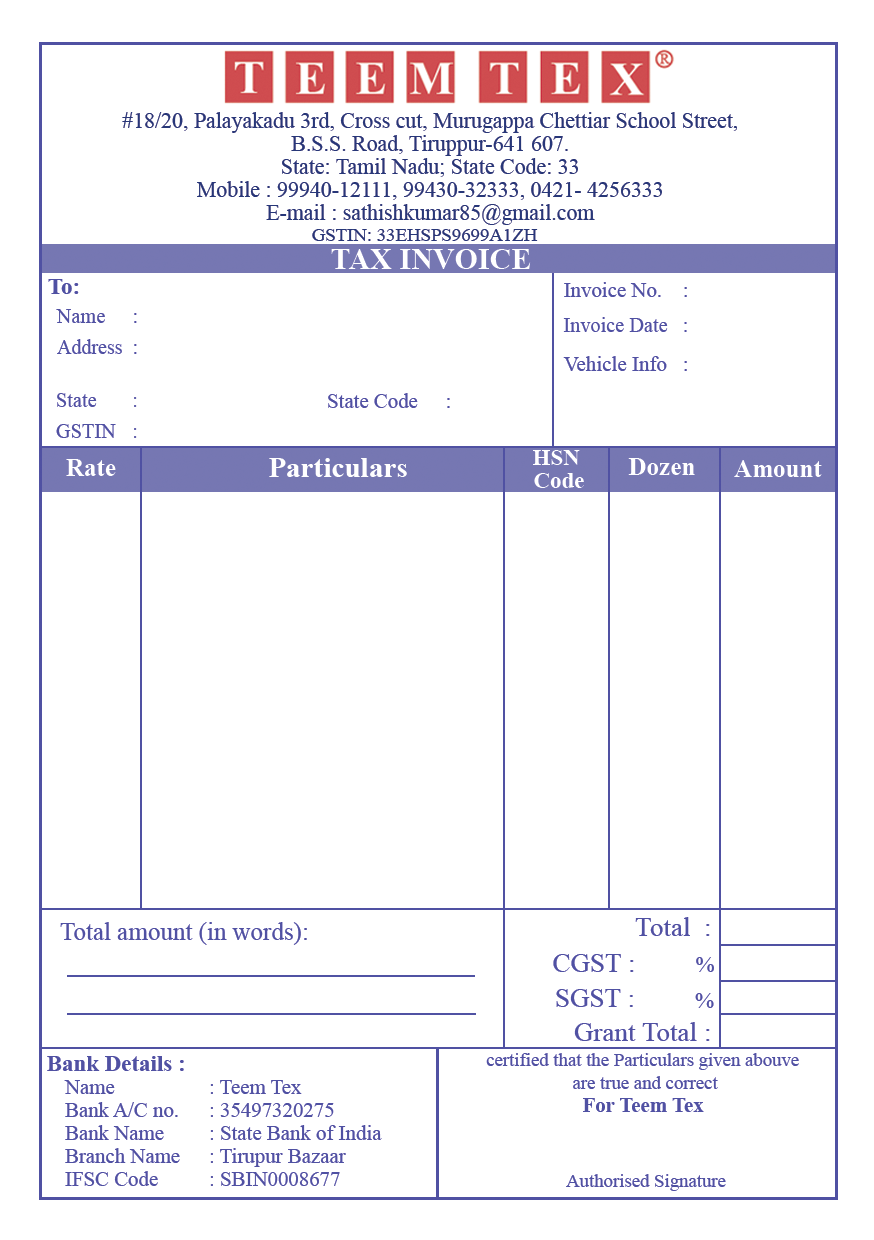 TEEM TEX®
#18/20, Palayakadu 3rd, Cross cut, Murugappa Chettiar School Street,
B.S.S. Road, Tiruppur-641 607.
State: Tamil Nadu; State Code: 33
Mobile : 99940-12111, 99430-32333, 0421- 4256333
E-mail : sathishkumar85@gmail.com
GSTIN: 33EHSPS9699A1ZH
TAX INVOICE
To:
Name :
Address :
State : State Code :
GSTIN :
Invoice No. :
Invoice Date :
Vehicle Info :
Rate Particulars HSN Code Dozen Amount
Total amount (in words):
Total :
CGST : %
SGST : %
Grant Total :
Bank Details :
Name : Teem Tex
Bank A/C no. : 35497320275
Bank Name : State Bank of India
Branch Name : Tirupur Bazaar
IFSC Code : SBIN0008677
certified that the Particulars given abouve
are true and correct
For Teem Tex
Authorised Signature